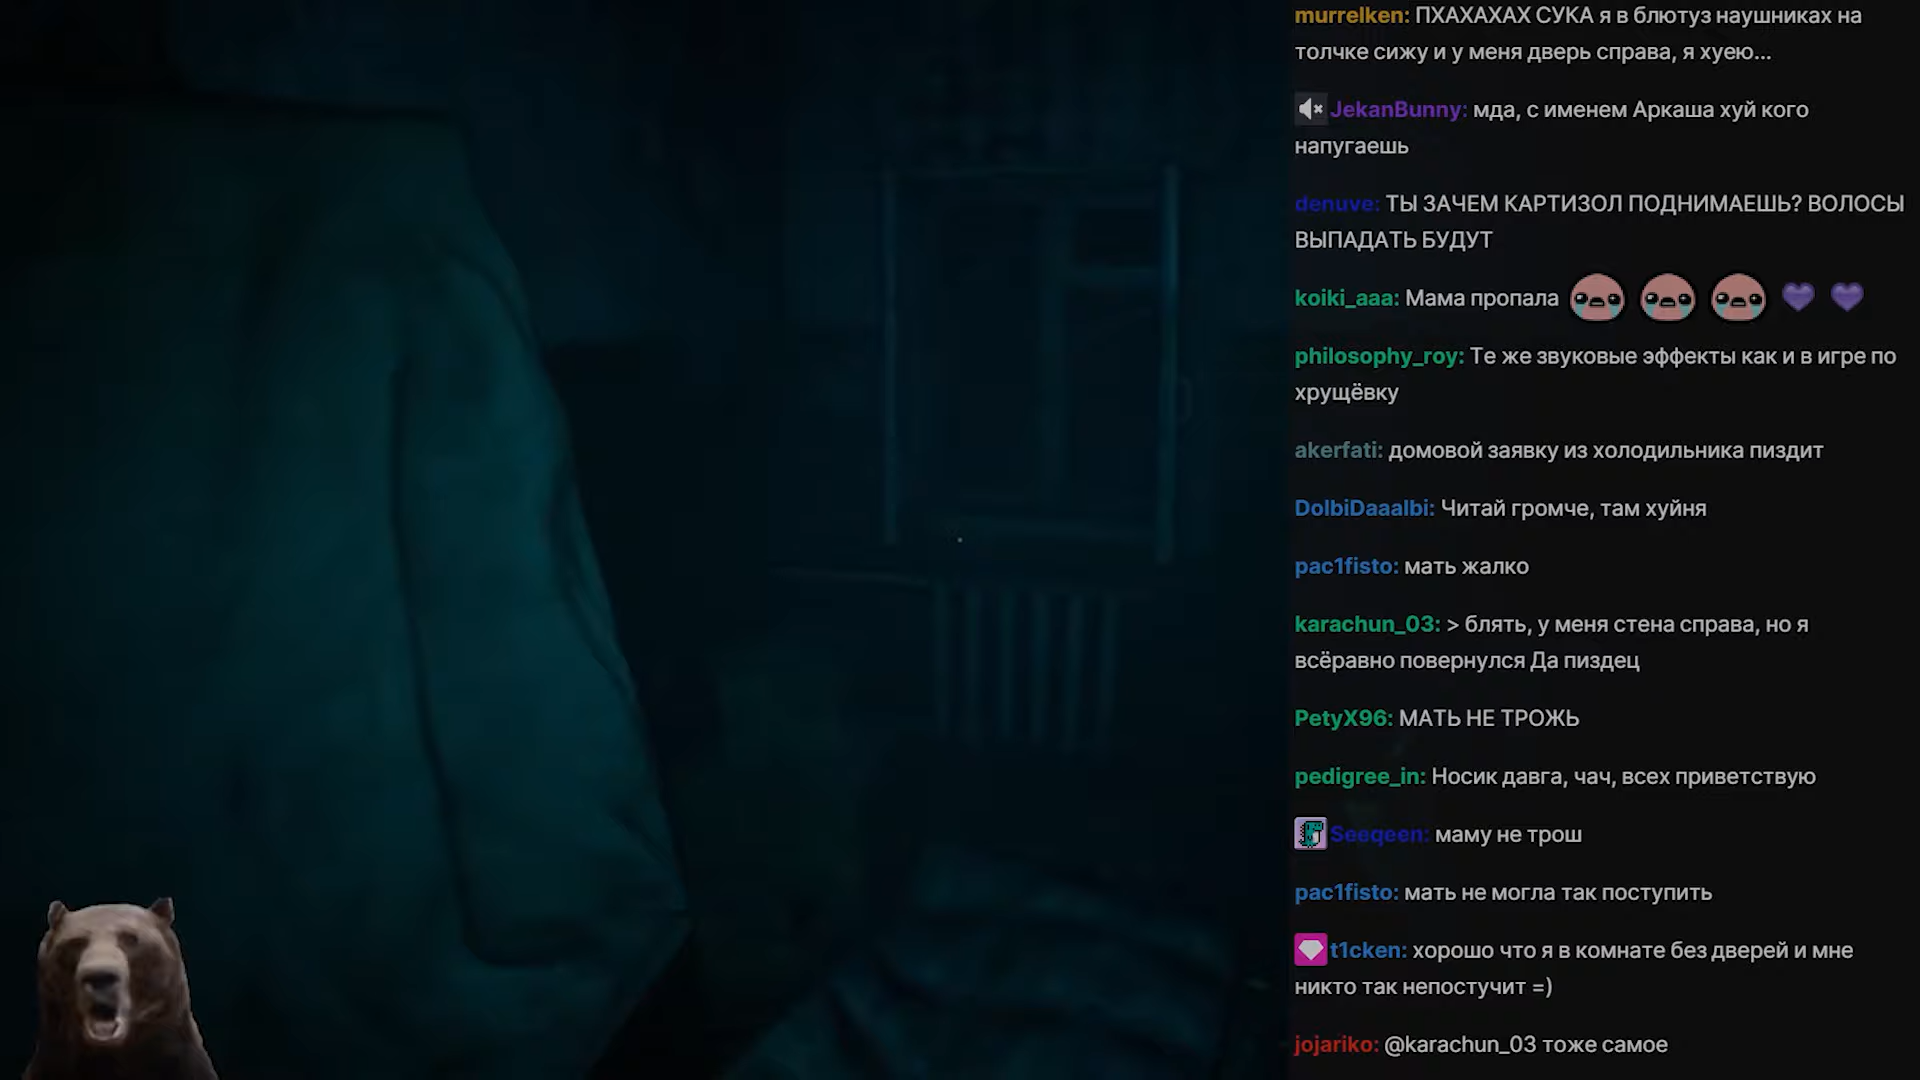 murrelken: ПХАХАХАХ СУКА я в блютуз наушниках на
толчке сижу и у меня дверь справа, я хуею...
JekanBunny: мда, с именем Аркаша хуй кого
напугаешь
denuve: ТЫ ЗАЧЕМ КАРТИЗОЛ ПОДНИМАЕШЬ? ВОЛОСЫ
ВЫПАДАТЬ БУДУТ
koiki_aaa: Мама пропала
philosophy_roy: Те же звуковые эффекты как и в игре по
хрущёвку
akerfati: домовой заявку из холодильника пиздит
DolbiDaaalbi: Читай громче, там хуйня
pac1fisto: мать жалко
karachun_03: > блять, у меня стена справа, но я
всёравно повернулся Да пиздец
PetyX96: МАТЬ НЕ ТРОЖЬ
pedigree_in: Носик давга, чач, всех приветствую
Seeqeen: маму не трош
pac1fisto: мать не могла так поступить
t1cken: хорошо что я в комнате без дверей и мне
никто так непостучит =)
jojariko: @karachun_03 тоже самое